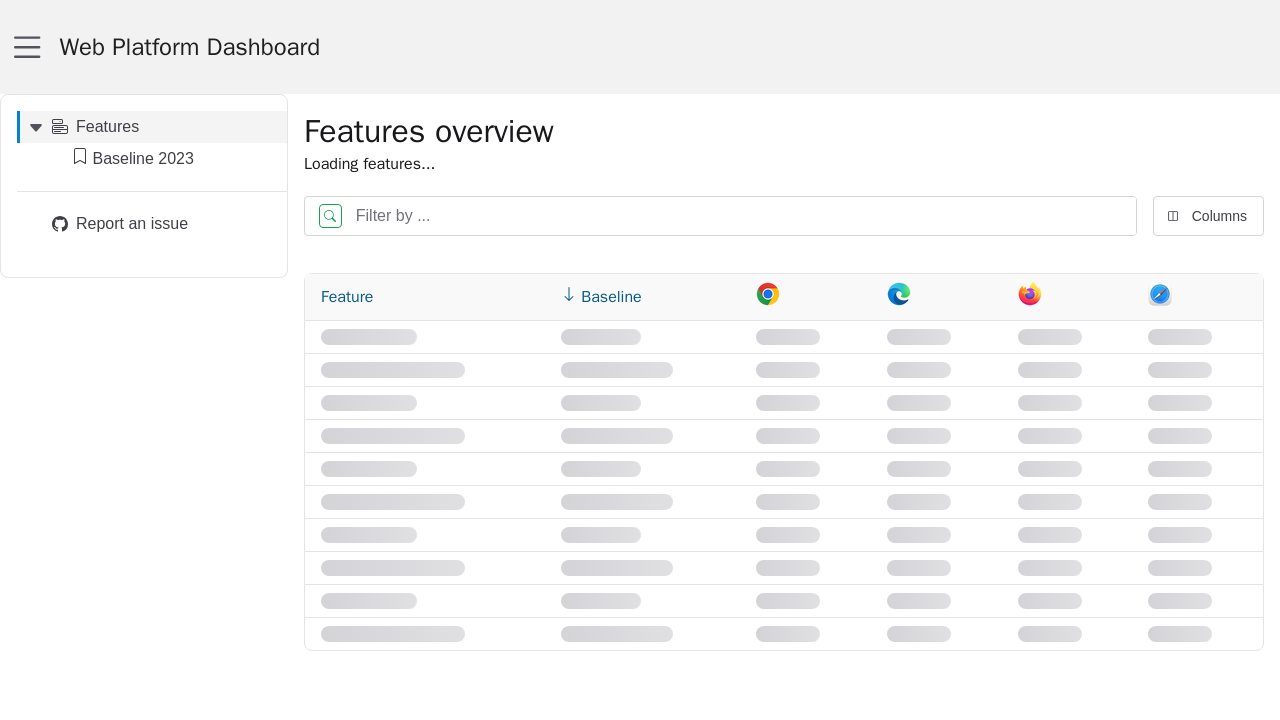 Web Platform Dashboard
Features
Baseline 2023
Report an issue
Features overview
Loading features...
Filter by ...
Columns
Feature
Baseline